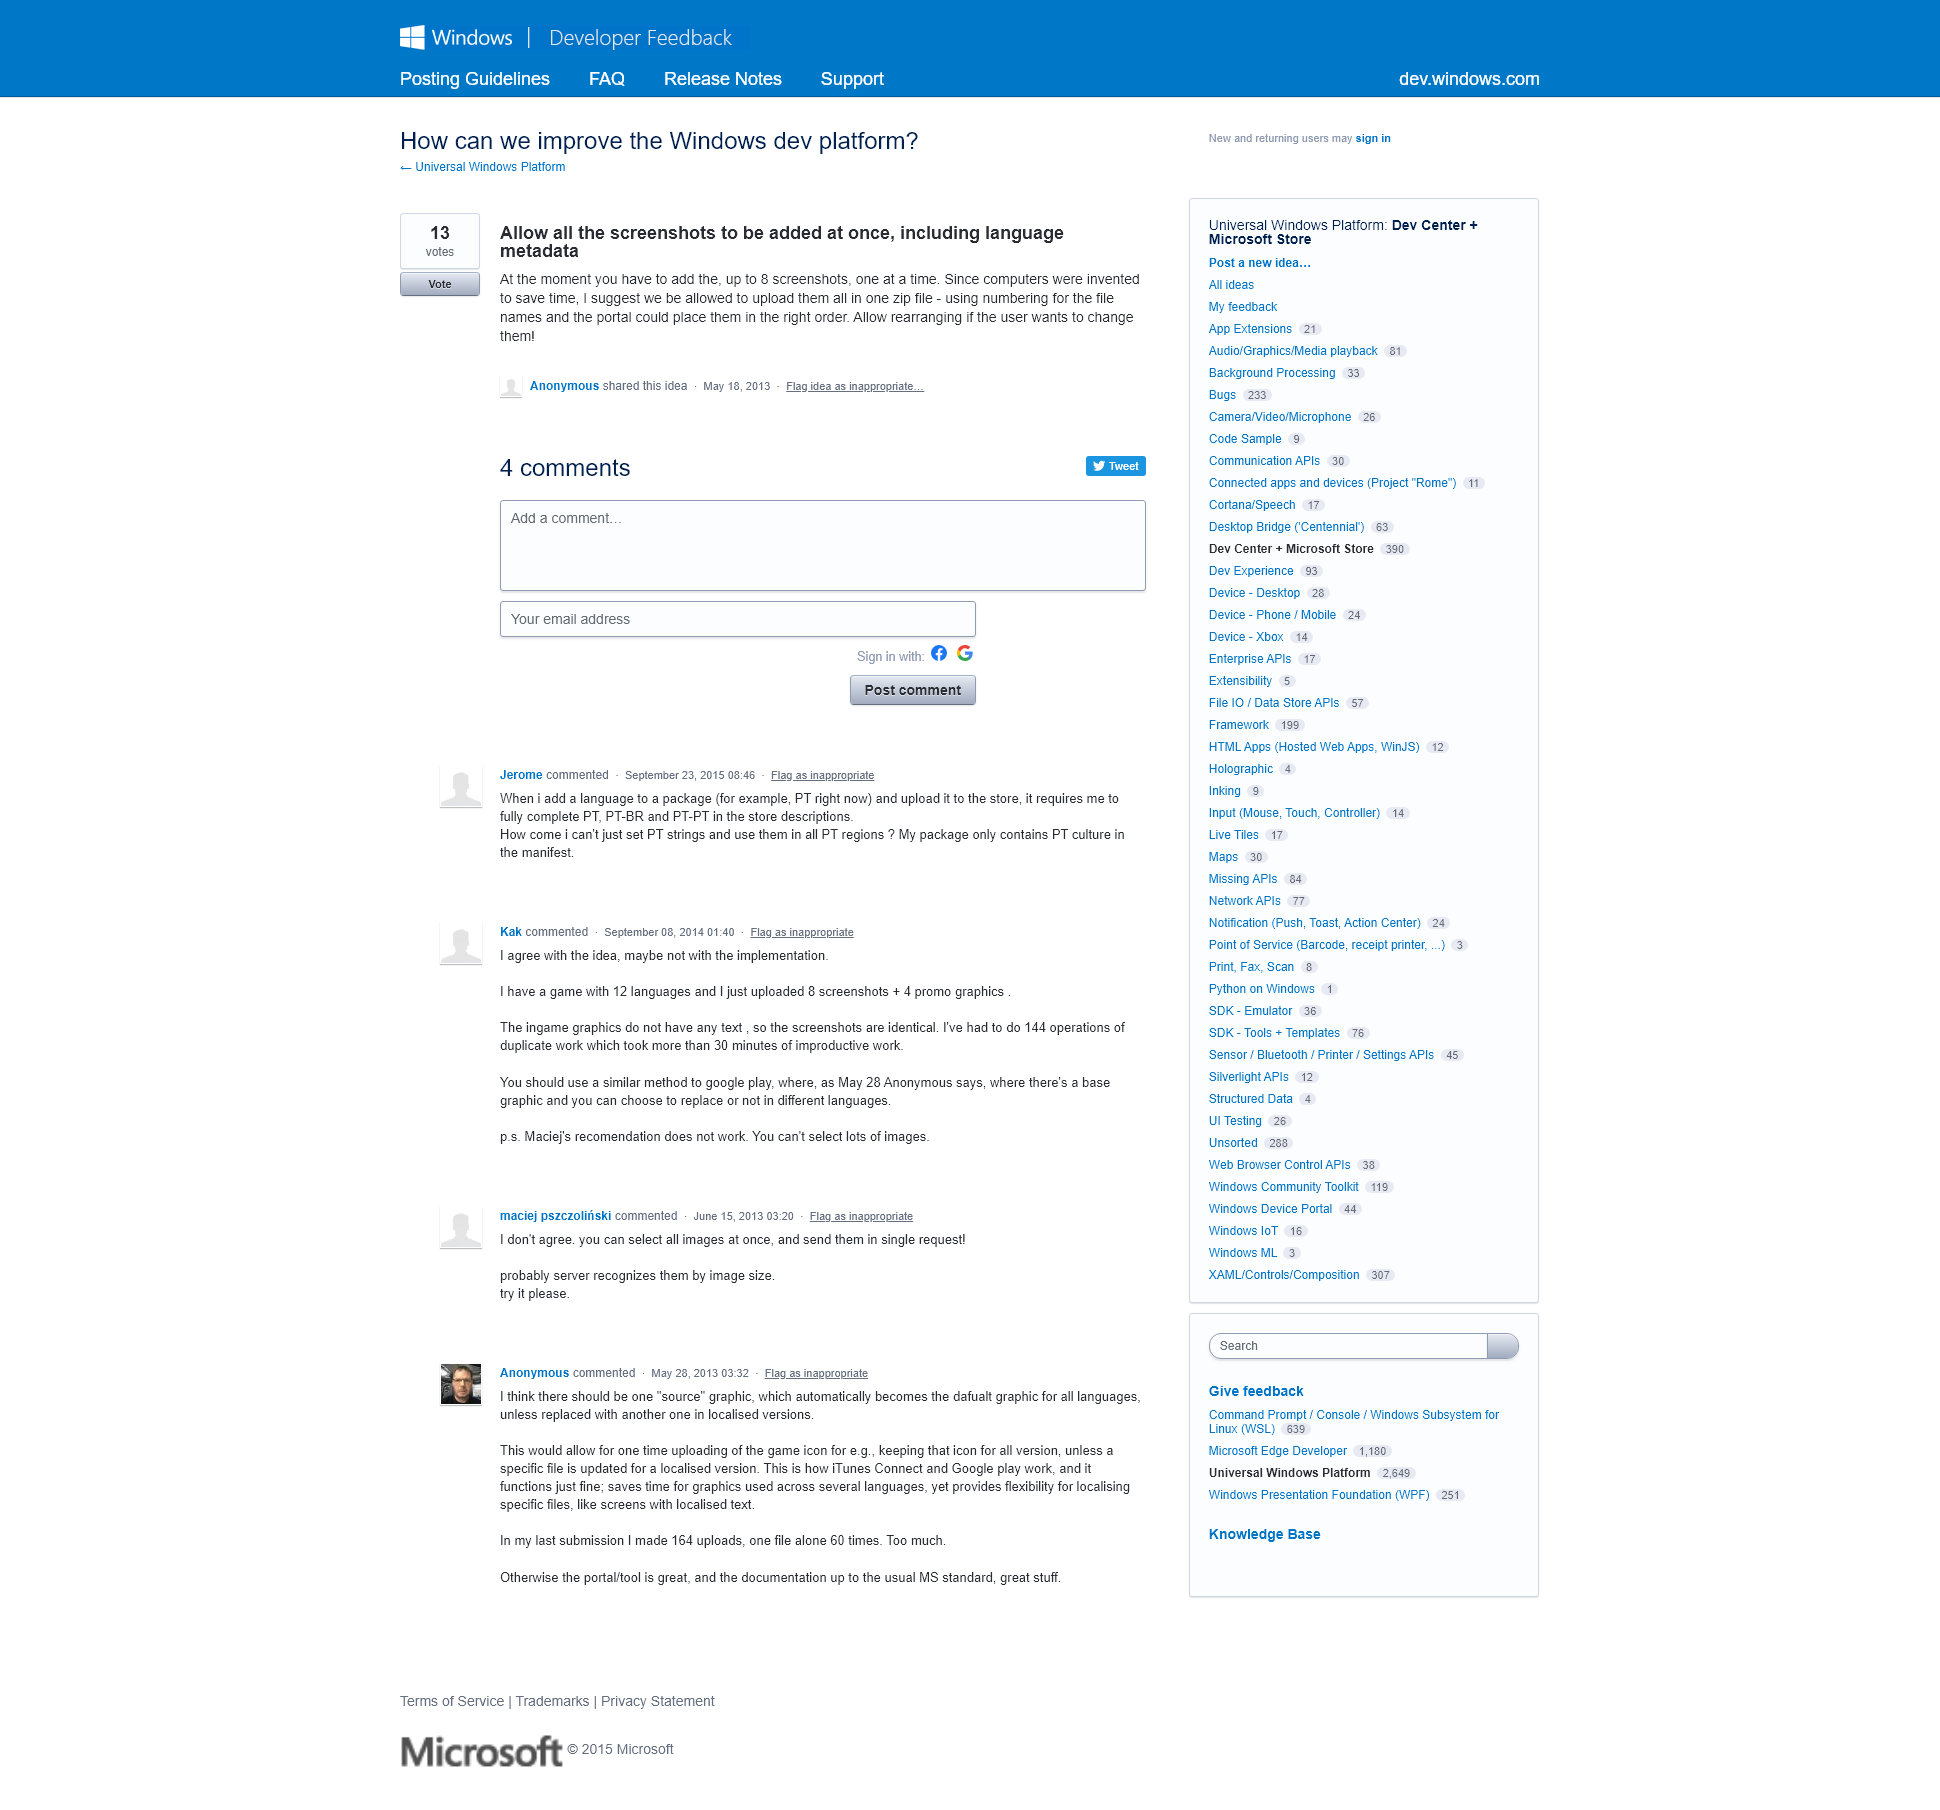 Windows | Developer Feedback
Posting Guidelines FAQ Release Notes Support dev.windows.com
How can we improve the Windows dev platform?
← Universal Windows Platform
New and returning users may sign in
13
votes
Vote
Allow all the screenshots to be added at once, including language
metadata
At the moment you have to add the, up to 8 screenshots, one at a time. Since computers were invented
to save time, I suggest we be allowed to upload them all in one zip file - using numbering for the file
names and the portal could place them in the right order. Allow rearranging if the user wants to change
them!
Anonymous shared this idea · May 18, 2013 · Flag idea as inappropriate…
4 comments
Tweet
Add a comment…
Your email address
Sign in with:
Post comment
Jerome commented · September 23, 2015 08:46 · Flag as inappropriate
When i add a language to a package (for example, PT right now) and upload it to the store, it requires me to
fully complete PT, PT-BR and PT-PT in the store descriptions.
How come i can't just set PT strings and use them in all PT regions ? My package only contains PT culture in
the manifest.
Kak commented · September 08, 2014 01:40 · Flag as inappropriate
I agree with the idea, maybe not with the implementation.
I have a game with 12 languages and I just uploaded 8 screenshots + 4 promo graphics .
The ingame graphics do not have any text , so the screenshots are identical. I've had to do 144 operations of
duplicate work which took more than 30 minutes of improductive work.
You should use a similar method to google play, where, as May 28 Anonymous says, where there's a base
graphic and you can choose to replace or not in different languages.
p.s. Maciej's recomendation does not work. You can't select lots of images.
maciej pszczoliński commented · June 15, 2013 03:20 · Flag as inappropriate
I don't agree. you can select all images at once, and send them in single request!
probably server recognizes them by image size.
try it please.
Anonymous commented · May 28, 2013 03:32 · Flag as inappropriate
I think there should be one "source" graphic, which automatically becomes the dafualt graphic for all languages,
unless replaced with another one in localised versions.
This would allow for one time uploading of the game icon for e.g., keeping that icon for all version, unless a
specific file is updated for a localised version. This is how iTunes Connect and Google play work, and it
functions just fine; saves time for graphics used across several languages, yet provides flexibility for localising
specific files, like screens with localised text.
In my last submission I made 164 uploads, one file alone 60 times. Too much.
Otherwise the portal/tool is great, and the documentation up to the usual MS standard, great stuff.
Universal Windows Platform: Dev Center +
Microsoft Store
Post a new idea…
All ideas
My feedback
App Extensions 21
Audio/Graphics/Media playback 81
Background Processing 33
Bugs 233
Camera/Video/Microphone 26
Code Sample 9
Communication APIs 30
Connected apps and devices (Project "Rome") 11
Cortana/Speech 17
Desktop Bridge ('Centennial') 63
Dev Center + Microsoft Store 390
Dev Experience 93
Device - Desktop 28
Device - Phone / Mobile 24
Device - Xbox 14
Enterprise APIs 17
Extensibility 5
File IO / Data Store APIs 57
Framework 199
HTML Apps (Hosted Web Apps, WinJS) 12
Holographic 4
Inking 9
Input (Mouse, Touch, Controller) 14
Live Tiles 17
Maps 30
Missing APIs 84
Network APIs 77
Notification (Push, Toast, Action Center) 24
Point of Service (Barcode, receipt printer, ...) 3
Print, Fax, Scan 8
Python on Windows 1
SDK - Emulator 36
SDK - Tools + Templates 76
Sensor / Bluetooth / Printer / Settings APIs 45
Silverlight APIs 12
Structured Data 4
UI Testing 26
Unsorted 288
Web Browser Control APIs 38
Windows Community Toolkit 119
Windows Device Portal 44
Windows IoT 16
Windows ML 3
XAML/Controls/Composition 307
Search
Give feedback
Command Prompt / Console / Windows Subsystem for
Linux (WSL) 639
Microsoft Edge Developer 1,180
Universal Windows Platform 2,649
Windows Presentation Foundation (WPF) 251
Knowledge Base
Terms of Service | Trademarks | Privacy Statement
Microsoft © 2015 Microsoft